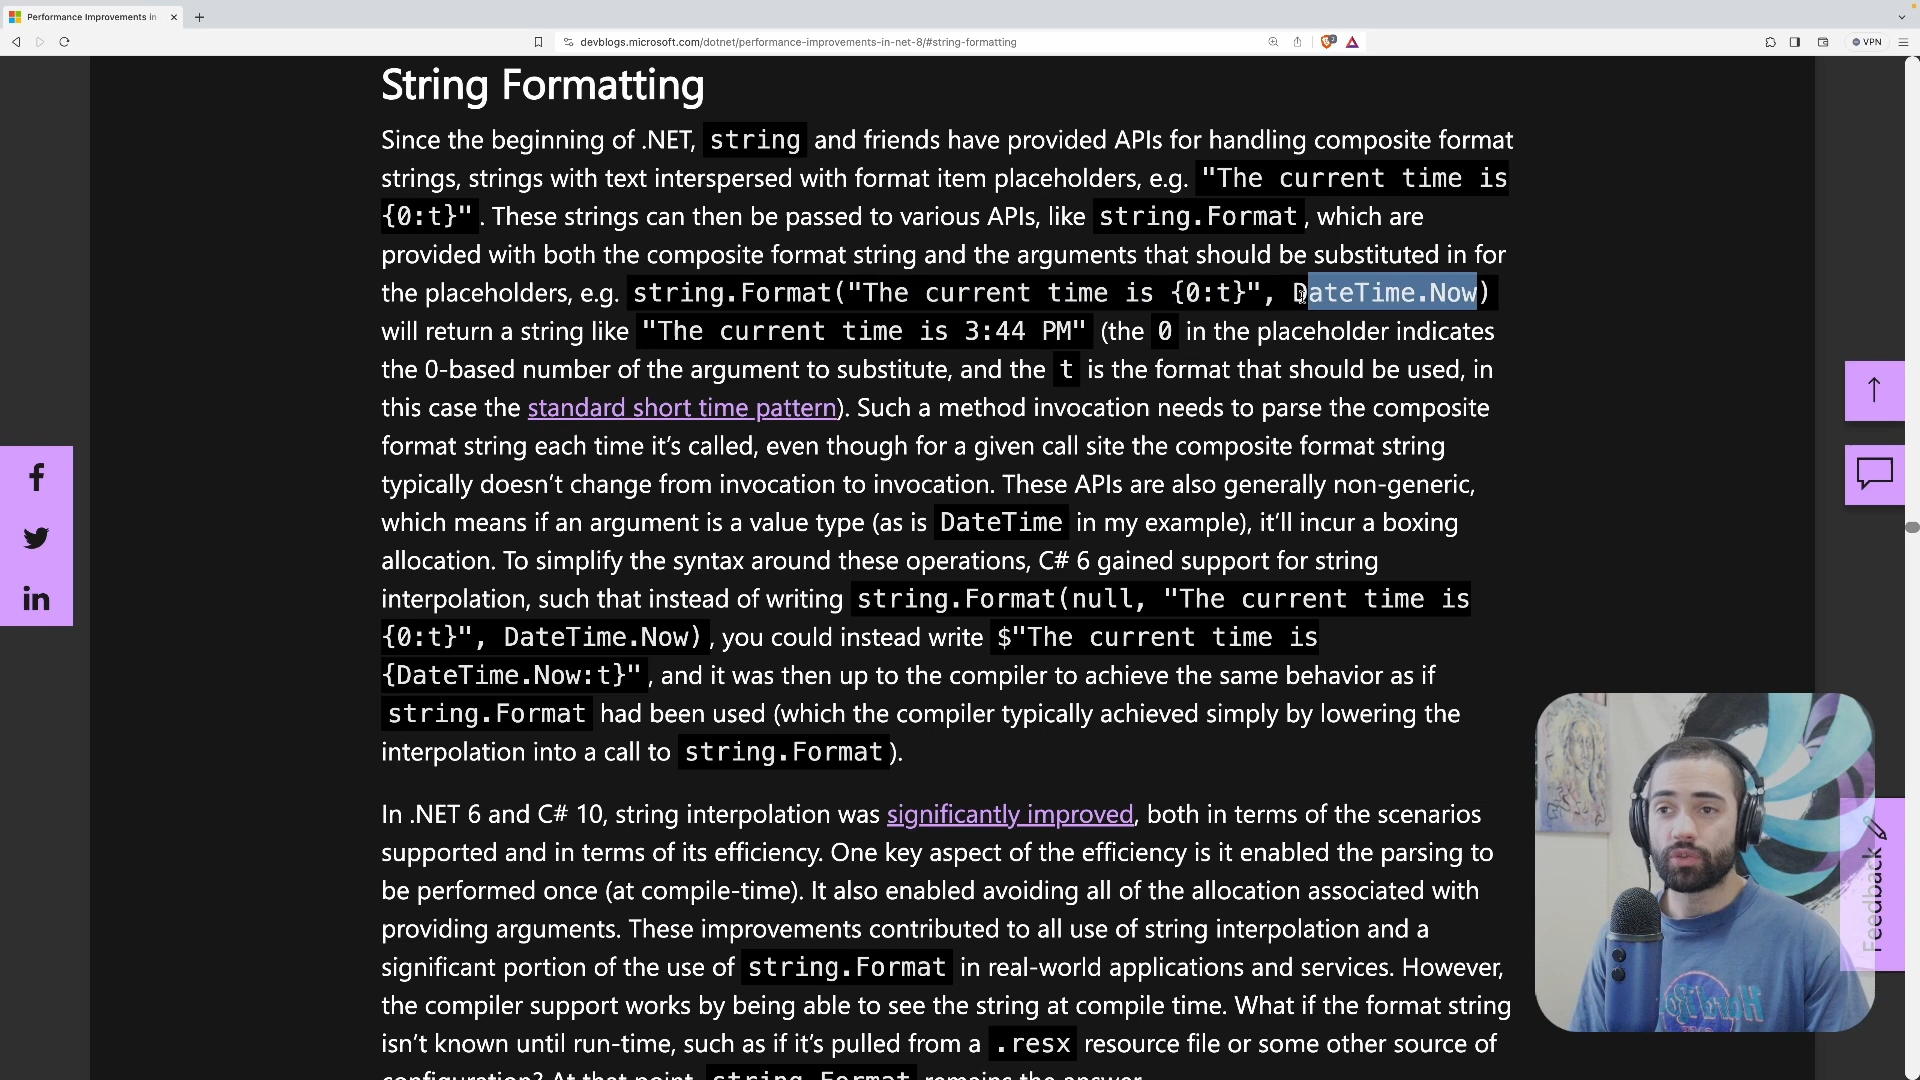 Performance Improvements in
devblogs.microsoft.com/dotnet/performance-improvements-in-net-8/#string-formatting
VPN
String Formatting
Since the beginning of .NET, string and friends have provided APIs for handling composite format
strings, strings with text interspersed with format item placeholders, e.g. "The current time is
{0:t}". These strings can then be passed to various APIs, like string.Format, which are
provided with both the composite format string and the arguments that should be substituted in for
the placeholders, e.g. string.Format("The current time is {0:t}", DateTime.Now)
will return a string like "The current time is 3:44 PM" (the 0 in the placeholder indicates
the 0-based number of the argument to substitute, and the t is the format that should be used, in
this case the standard short time pattern). Such a method invocation needs to parse the composite
format string each time it's called, even though for a given call site the composite format string
typically doesn't change from invocation to invocation. These APIs are also generally non-generic,
which means if an argument is a value type (as is DateTime in my example), it'll incur a boxing
allocation. To simplify the syntax around these operations, C# 6 gained support for string
interpolation, such that instead of writing string.Format(null, "The current time is
{0:t}", DateTime.Now), you could instead write $"The current time is
{DateTime.Now:t}", and it was then up to the compiler to achieve the same behavior as if
string.Format had been used (which the compiler typically achieved simply by lowering the
interpolation into a call to string.Format).
In .NET 6 and C# 10, string interpolation was significantly improved, both in terms of the scenarios
supported and in terms of its efficiency. One key aspect of the efficiency is it enabled the parsing to
be performed once (at compile-time). It also enabled avoiding all of the allocation associated with
providing arguments. These improvements contributed to all use of string interpolation and a
significant portion of the use of string.Format in real-world applications and services. However,
the compiler support works by being able to see the string at compile time. What if the format string
isn't known until run-time, such as if it's pulled from a .resx resource file or some other source of
configuration? At that point, string.Format remains the answer.
Feedback